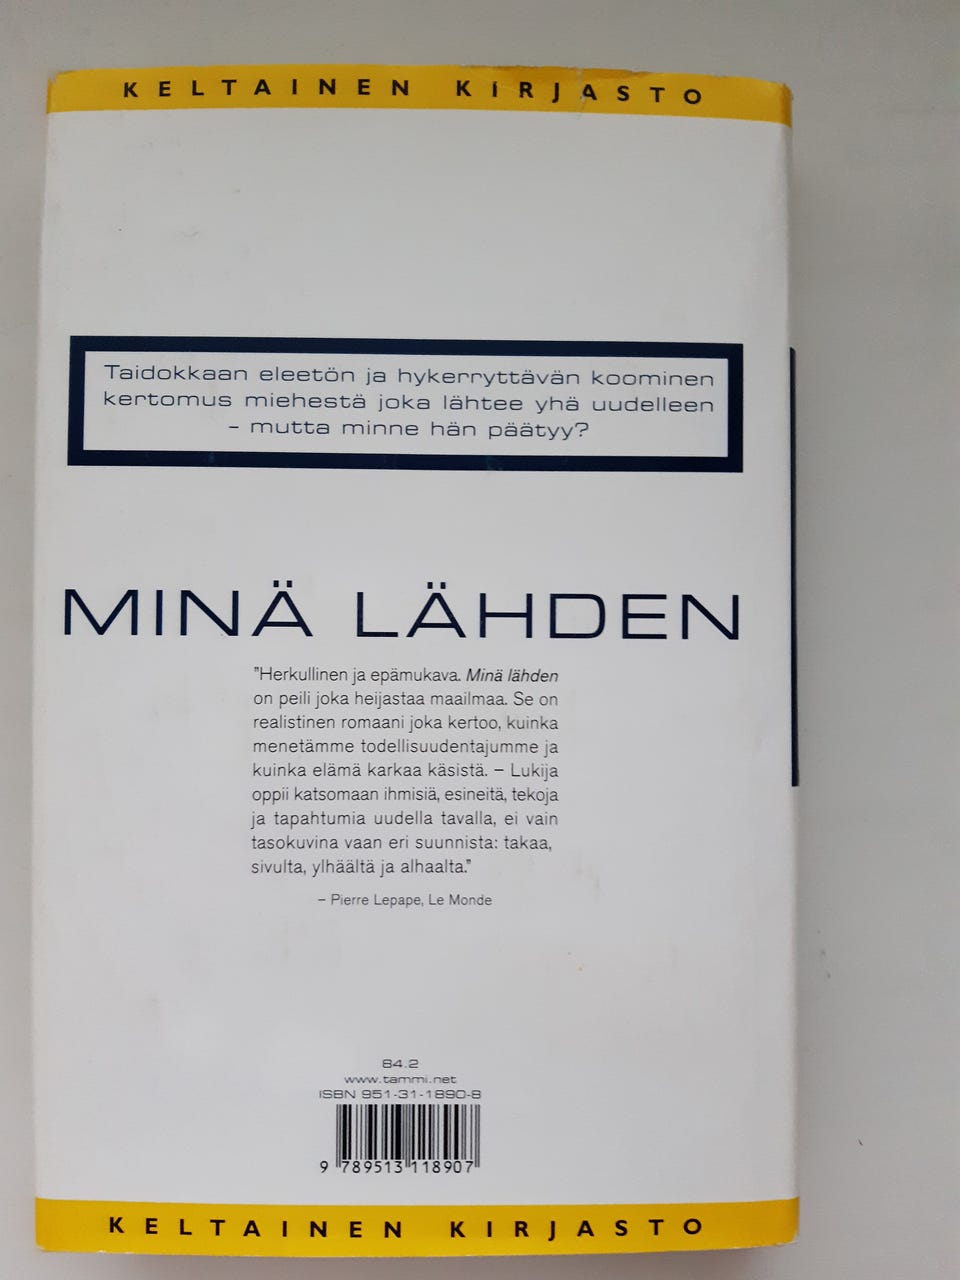 KELTAINEN KIRJASTO
Taidokkaan eleetön ja hykerryttävän koominen
kertomus miehestä joka lähtee yhä uudelleen
– mutta minne hän päätyy?
MINÄ LÄHDEN
"Herkullinen ja epämukava. Minä lähden
on peili joka heijastaa maailmaa. Se on
realistinen romaani joka kertoo, kuinka
menetämme todellisuudentajumme ja
kuinka elämä karkaa käsistä. – Lukija
oppii katsomaan ihmisiä, esineitä, tekoja
ja tapahtumia uudella tavalla, ei vain
tasokuvina vaan eri suunnista: takaa,
sivulta, ylhäältä ja alhaalta."
– Pierre Lepape, Le Monde
84.2
www.tammi.net
ISBN 951-31-1890-8
9 789513 118907
KELTAINEN KIRJASTO